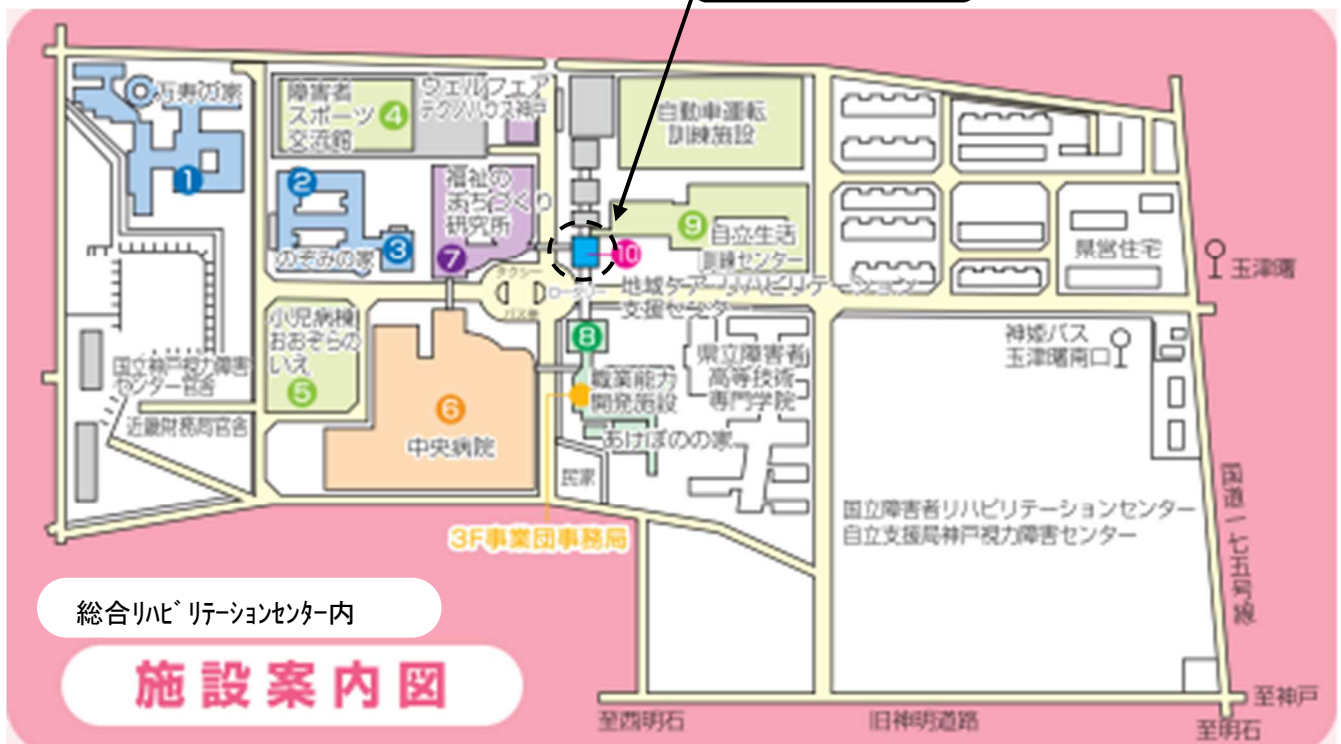 万寿の家
1
障害者
スポーツ
交流館
4
ウェルフェア
テクノハウス神戸
自動車運転
訓練施設
2
のぞみの家
3
福祉の
まちづくり
研究所
7
9
自立生活
訓練センター
10
地域ケア・リハビリテーション
支援センター
タクシー
ロータリー
バス停
県営住宅
玉津曙
神姫バス
玉津曙南口
小児病棟
おおぞらの
いえ
5
国立神戸視力障害
センター官舎
近畿財務局官舎
6
中央病院
8
職業能力
開発施設
あけぼのの家
県立障害者
高等技術
専門学院
民家
3F事業団事務局
国立障害者リハビリテーションセンター
自立支援局神戸視力障害センター
国道一七五号線
総合リハビリテーションセンター内
施設案内図
至西明石
旧神明道路
至神戸
至明石